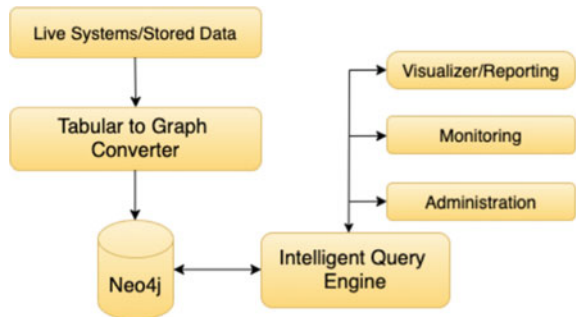 Live Systems/Stored Data
Tabular to Graph
Converter
Neo4j
Visualizer/Reporting
Monitoring
Administration
Intelligent Query
Engine